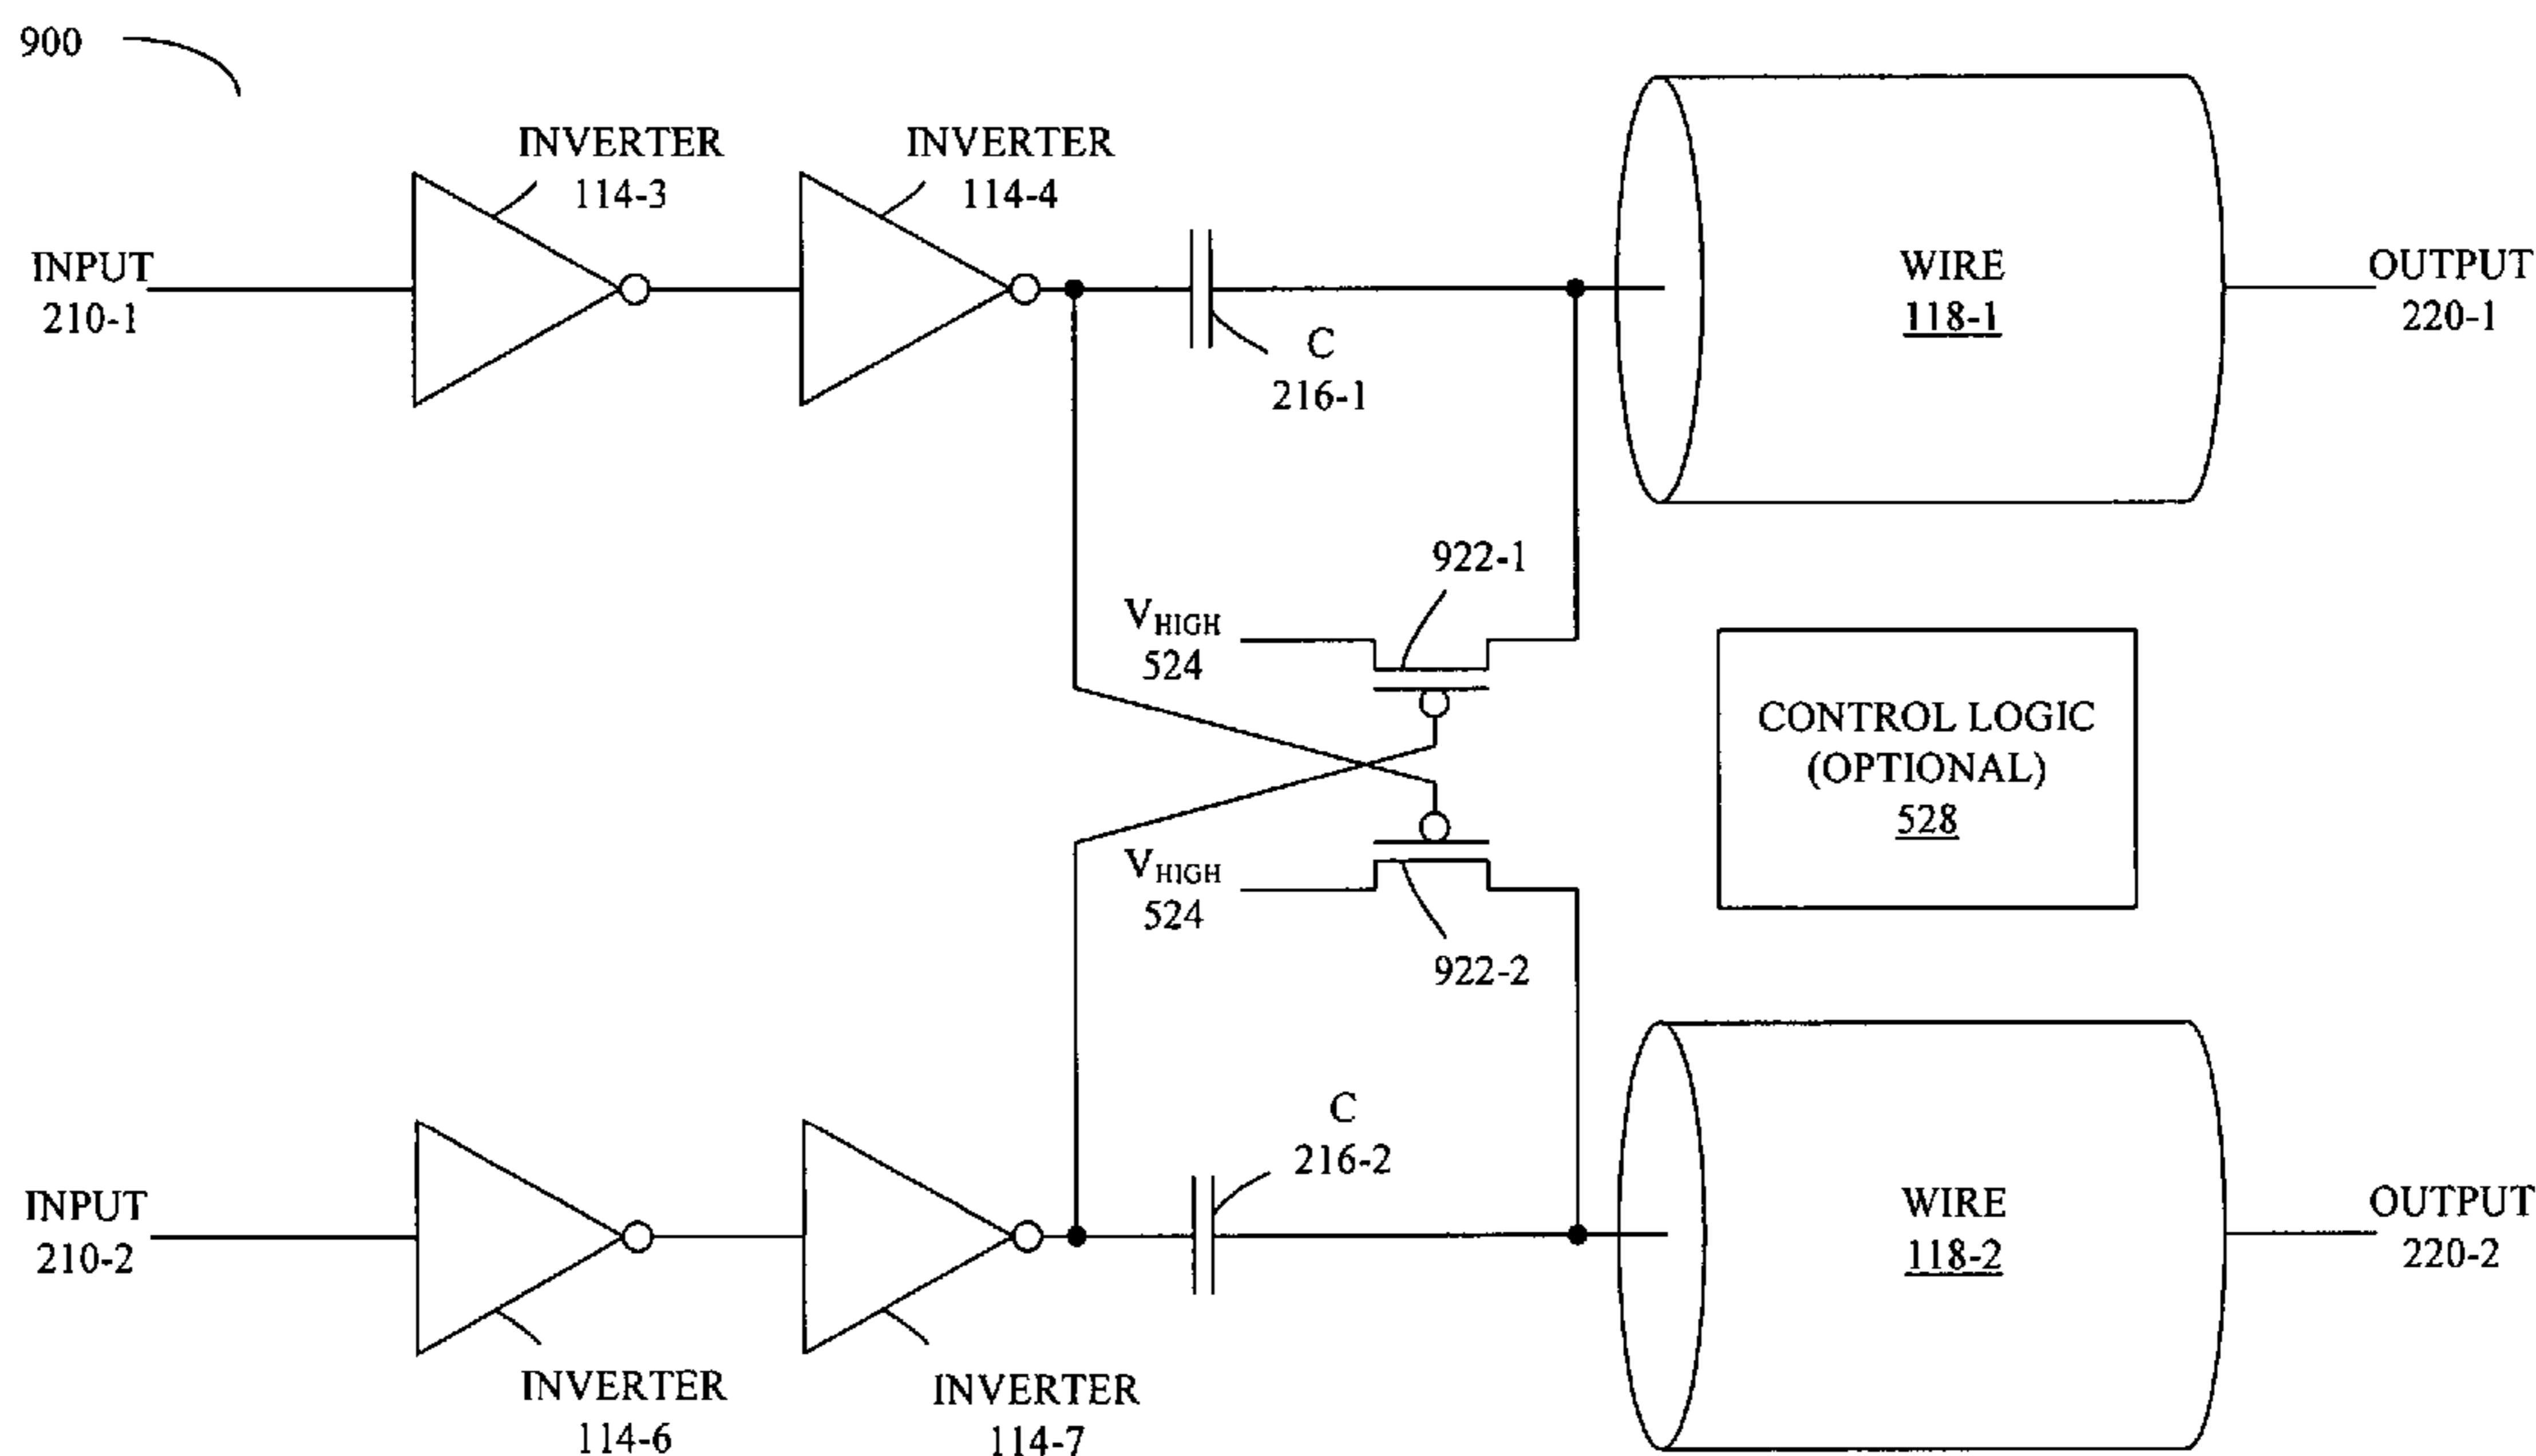 900
INVERTER
114-3
INVERTER
114-4
INPUT
210-1
C
216-1
WIRE
118-1
OUTPUT
220-1
922-1
VHIGH
524
CONTROL LOGIC
(OPTIONAL)
528
VHIGH
524
922-2
C
216-2
INPUT
210-2
WIRE
118-2
OUTPUT
220-2
INVERTER
114-6
INVERTER
114-7